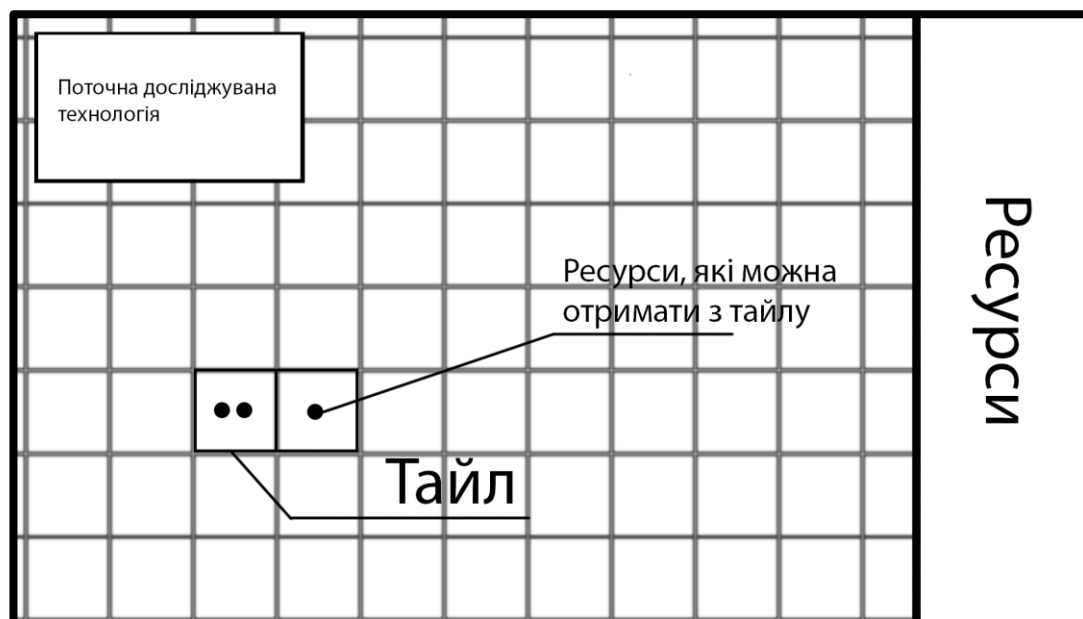 Поточна досліджувана
технологія
Ресурси, які можна
отримати з тайлу
Тайл
Ресурси